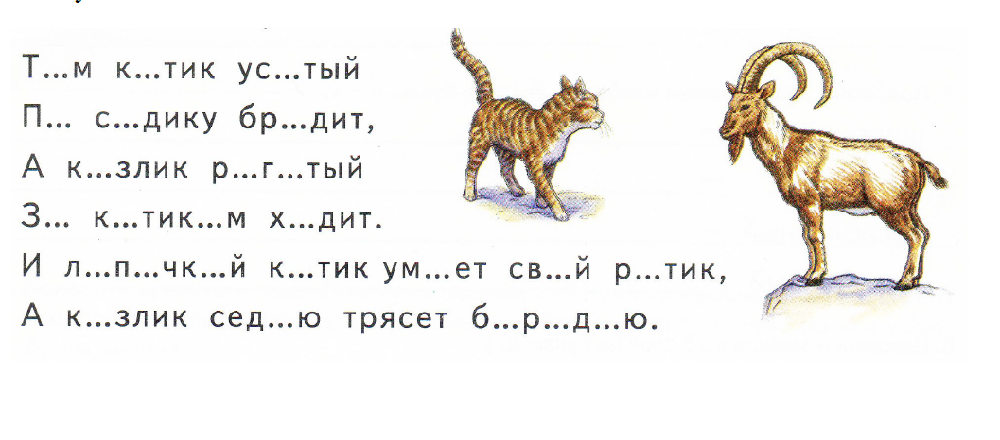 Т...м к...тик ус...тый
П... с...дику бр...дит,
А к...злик р...г...тый
З... к...тик...м х...дит.
И л...п...чк...й к...тик ум...ет св...й р...тик,
А к...злик сед...ю трясет б...р...д...ю.